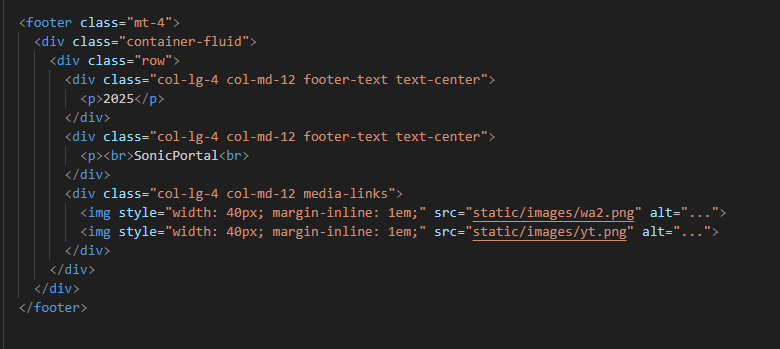 <footer class="mt-4">
  <div class="container-fluid">
    <div class="row">
      <div class="col-lg-4 col-md-12 footer-text text-center">
        <p>2025</p>
      </div>
      <div class="col-lg-4 col-md-12 footer-text text-center">
        <p><br>SonicPortal<br>
      </div>
      <div class="col-lg-4 col-md-12 media-links">
        <img style="width: 40px; margin-inline: 1em;" src="static/images/wa2.png" alt="...">
        <img style="width: 40px; margin-inline: 1em;" src="static/images/yt.png" alt="...">
      </div>
    </div>
  </div>
</footer>